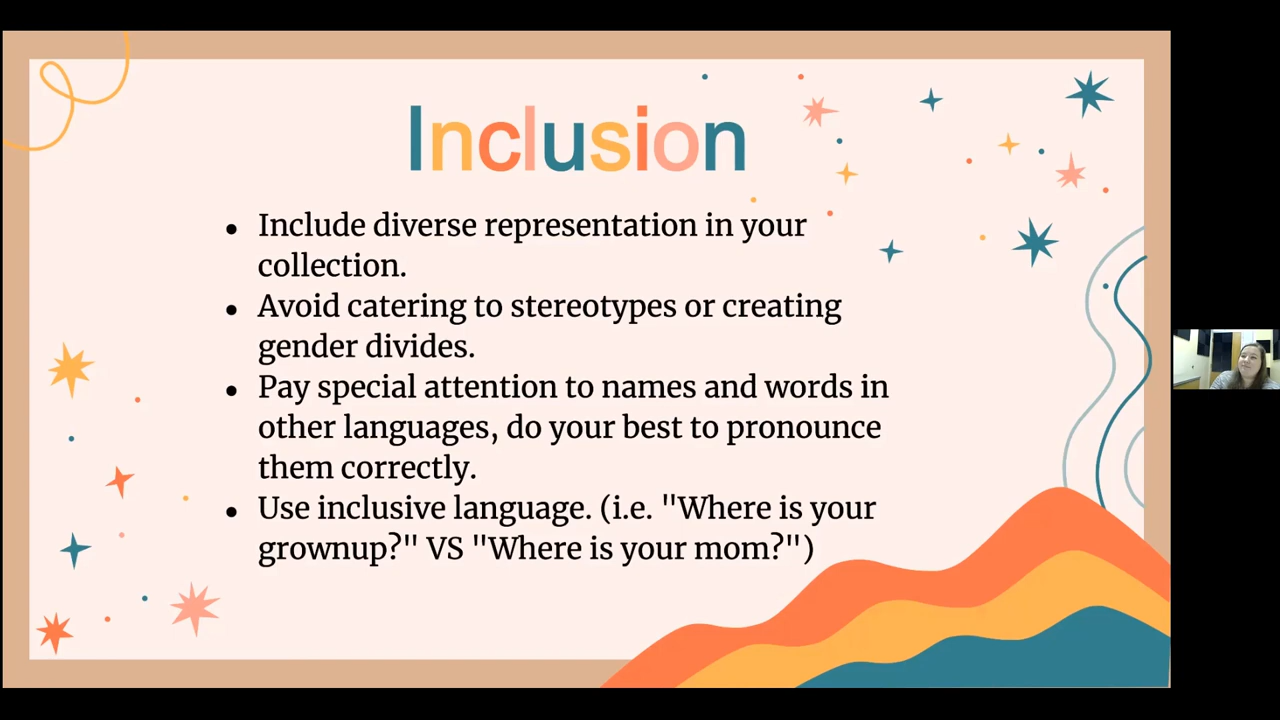 Inclusion
• Include diverse representation in your
collection.
• Avoid catering to stereotypes or creating
gender divides.
• Pay special attention to names and words in
other languages, do your best to pronounce
them correctly.
• Use inclusive language. (i.e. "Where is your
grownup?" VS "Where is your mom?")